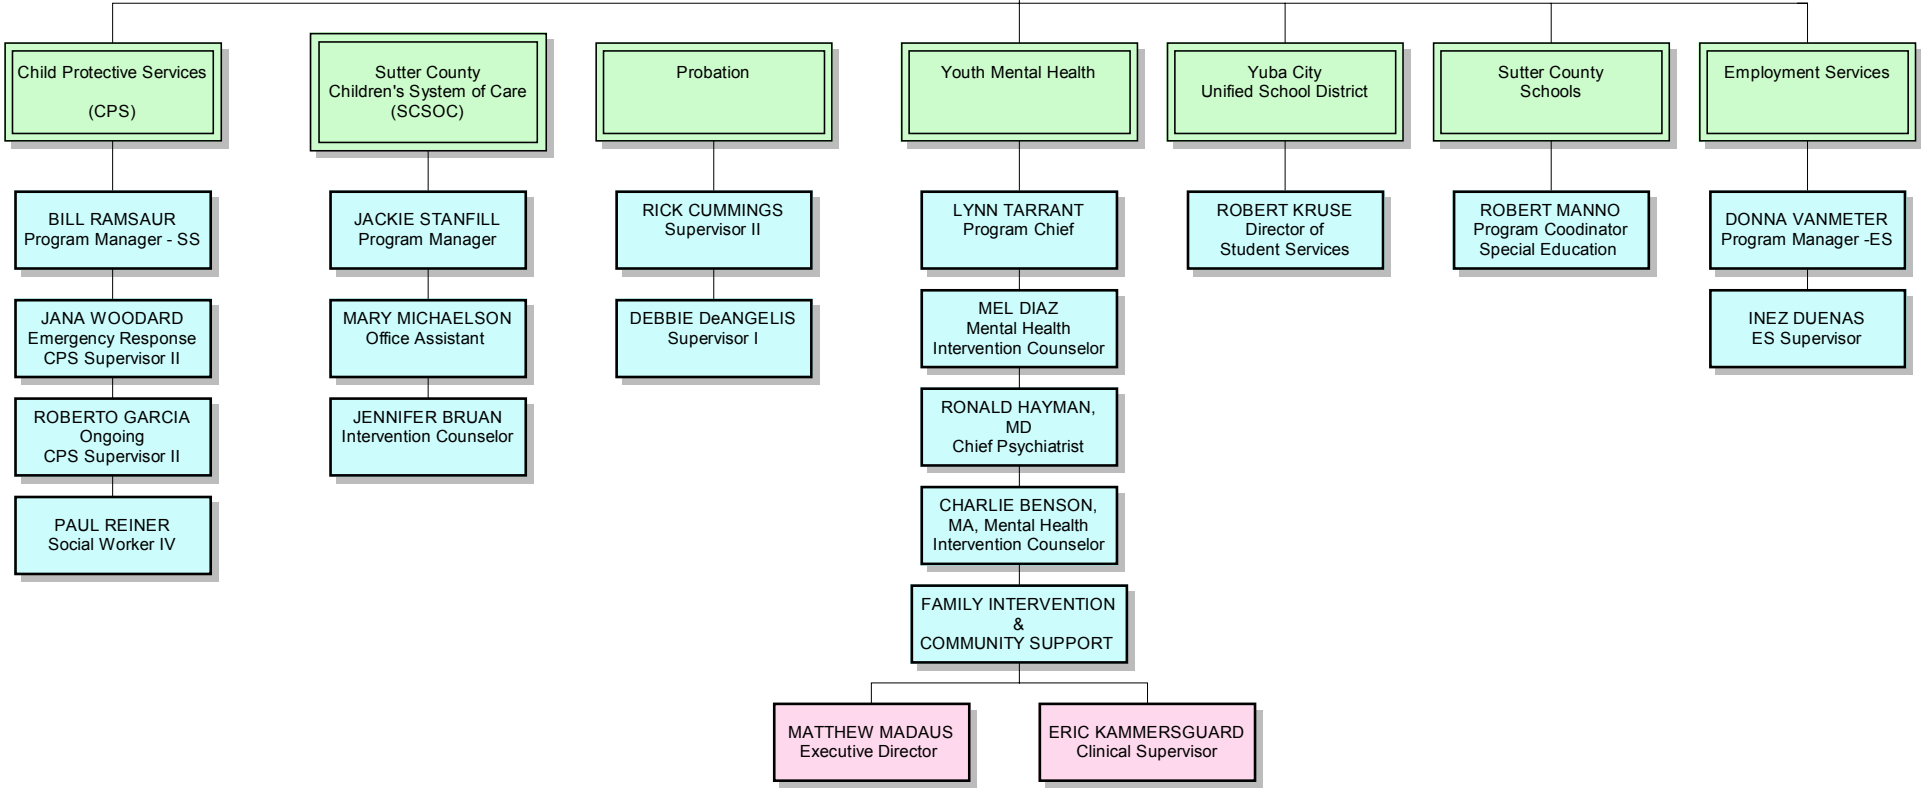 Child Protective Services
(CPS)
Sutter County
Children's System of Care
(SCSOC)
Probation
Youth Mental Health
Yuba City
Unified School District
Sutter County
Schools
Employment Services
BILL RAMSAUR
Program Manager - SS
JANA WOODARD
Emergency Response
CPS Supervisor II
ROBERTO GARCIA
Ongoing
CPS Supervisor II
PAUL REINER
Social Worker IV
JACKIE STANFILL
Program Manager
MARY MICHAELSON
Office Assistant
JENNIFER BRUAN
Intervention Counselor
RICK CUMMINGS
Supervisor II
DEBBIE DeANGELIS
Supervisor I
LYNN TARRANT
Program Chief
MEL DIAZ
Mental Health
Intervention Counselor
RONALD HAYMAN,
MD
Chief Psychiatrist
CHARLIE BENSON,
MA, Mental Health
Intervention Counselor
FAMILY INTERVENTION
&
COMMUNITY SUPPORT
MATTHEW MADAUS
Executive Director
ERIC KAMMERSGUARD
Clinical Supervisor
ROBERT KRUSE
Director of
Student Services
ROBERT MANNO
Program Coodinator
Special Education
DONNA VANMETER
Program Manager -ES
INEZ DUENAS
ES Supervisor